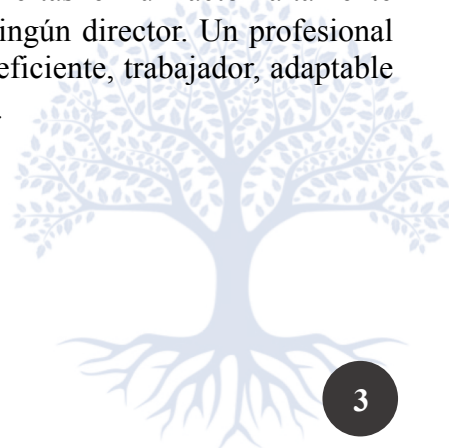 ningún director. Un profesional
eficiente, trabajador, adaptable
3